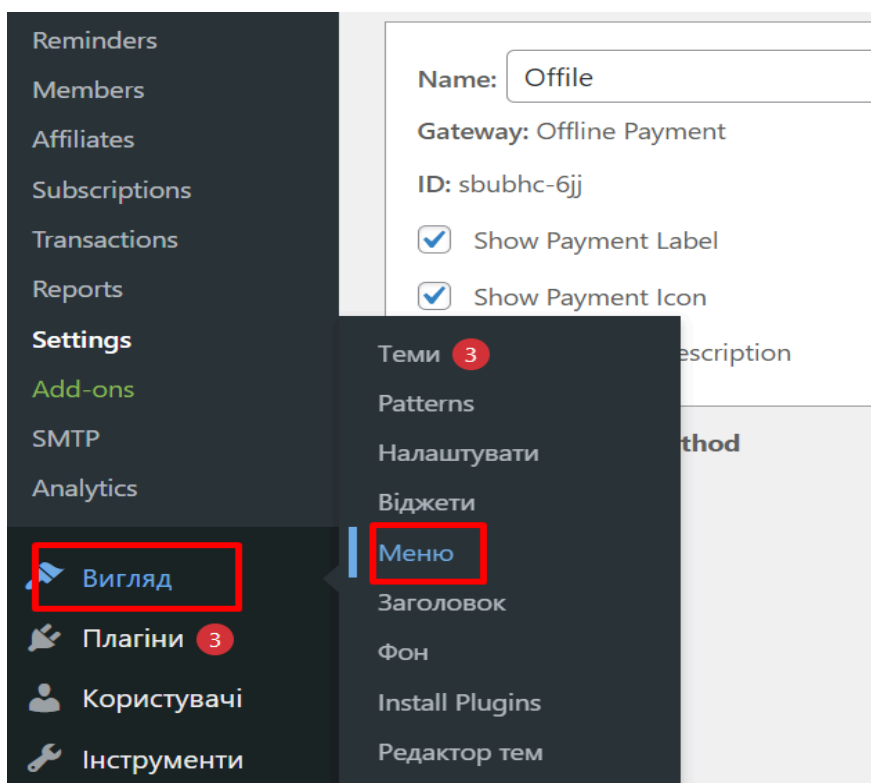 Reminders
Members
Affiliates
Subscriptions
Transactions
Reports
Settings
Add-ons
SMTP
Analytics
Вигляд
Плагіни 3
Користувачі
Інструменти
Name: Offile
Gateway: Offline Payment
ID: sbubhc-6jj
Show Payment Label
Show Payment Icon
escription
thod
Теми 3
Patterns
Налаштувати
Віджети
Меню
Заголовок
Фон
Install Plugins
Редактор тем